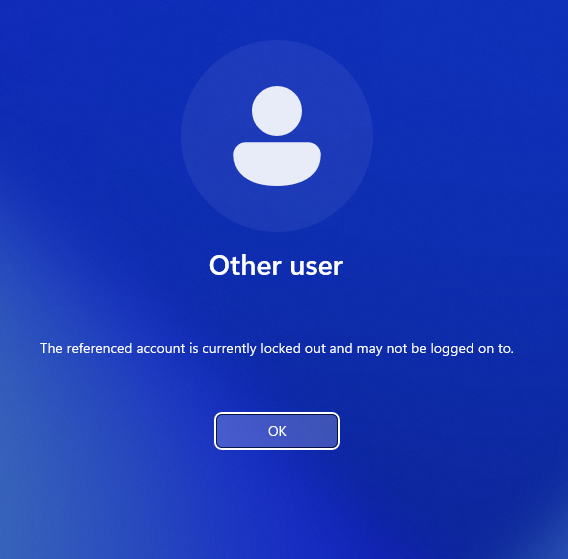 Other user
The referenced account is currently locked out and may not be logged on to.
OK